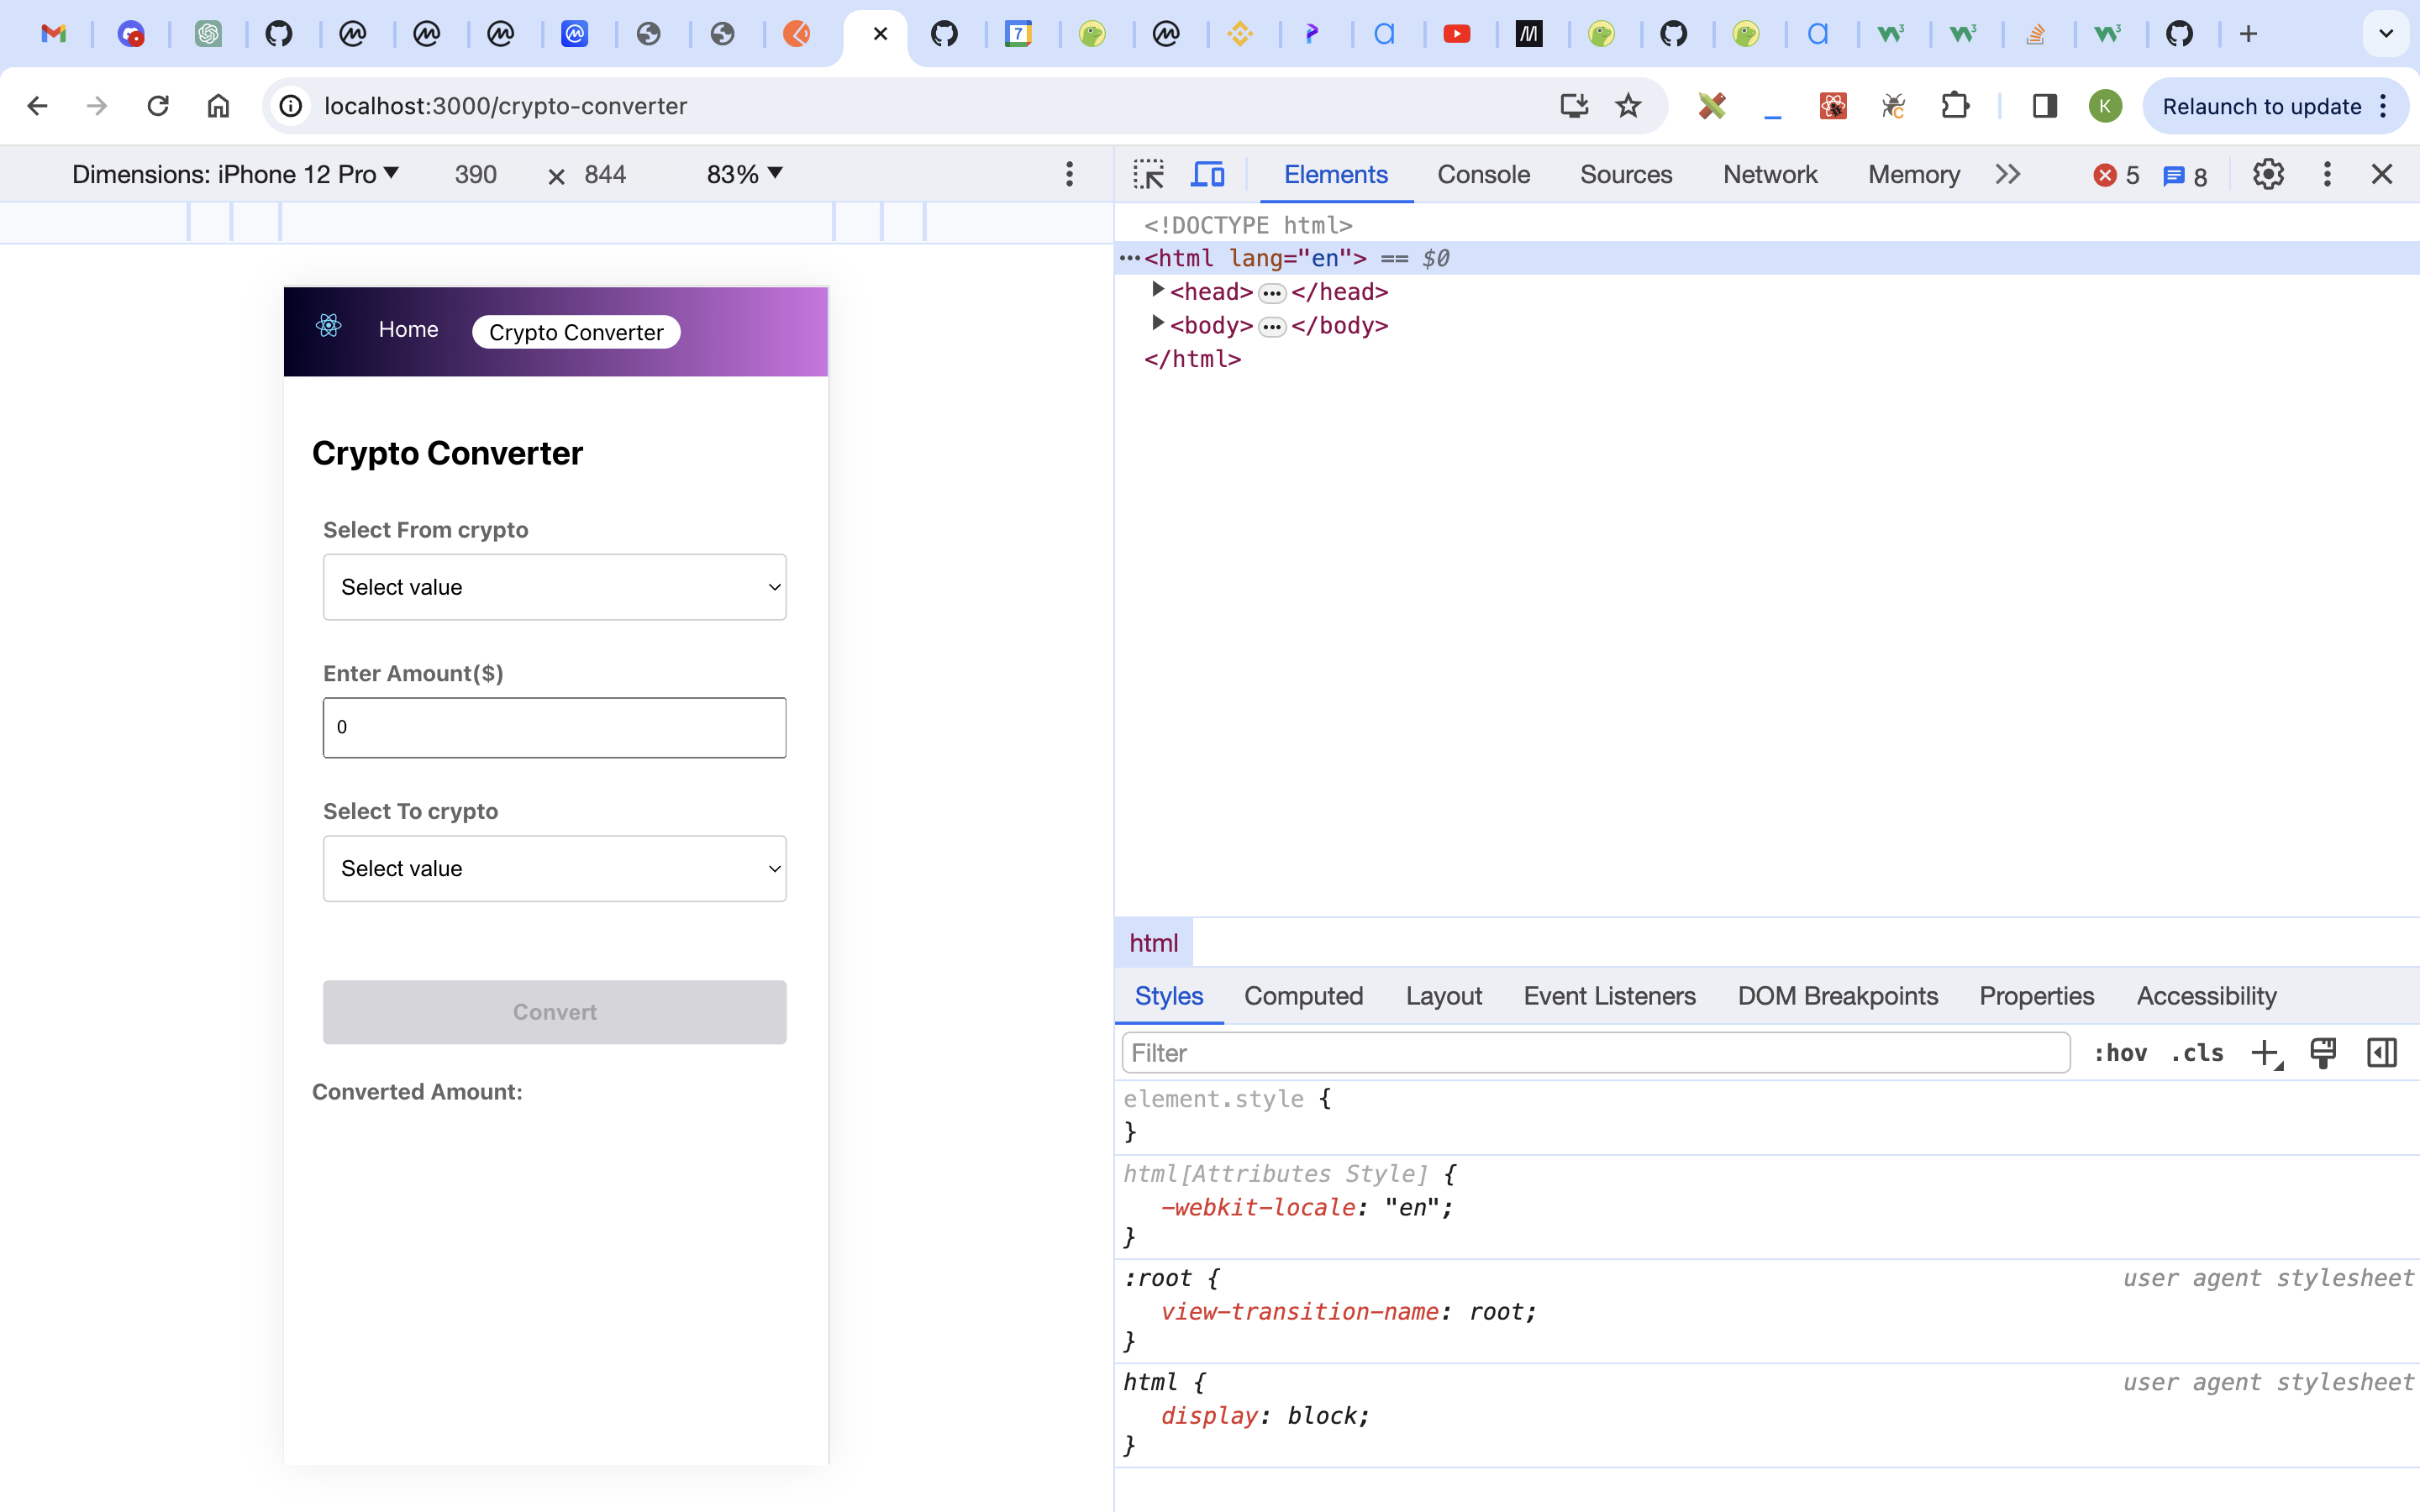 7
localhost:3000/crypto-converter
K
Relaunch to update
Dimensions: iPhone 12 Pro
390
×
844
83%
Elements
Console
Sources
Network
Memory
5
8
Home
Crypto Converter
Crypto Converter
Select From crypto
Select value
Enter Amount($)
0
Select To crypto
Select value
Convert
Converted Amount:
<!DOCTYPE html>
<html lang="en"> == $0
<head> ••• </head>
<body> ••• </body>
</html>
html
Styles
Computed
Layout
Event Listeners
DOM Breakpoints
Properties
Accessibility
Filter
:hov
.cls
element.style {
}
html[Attributes Style] {
-webkit-locale: "en";
}
:root {
user agent stylesheet
view-transition-name: root;
}
html {
user agent stylesheet
display: block;
}